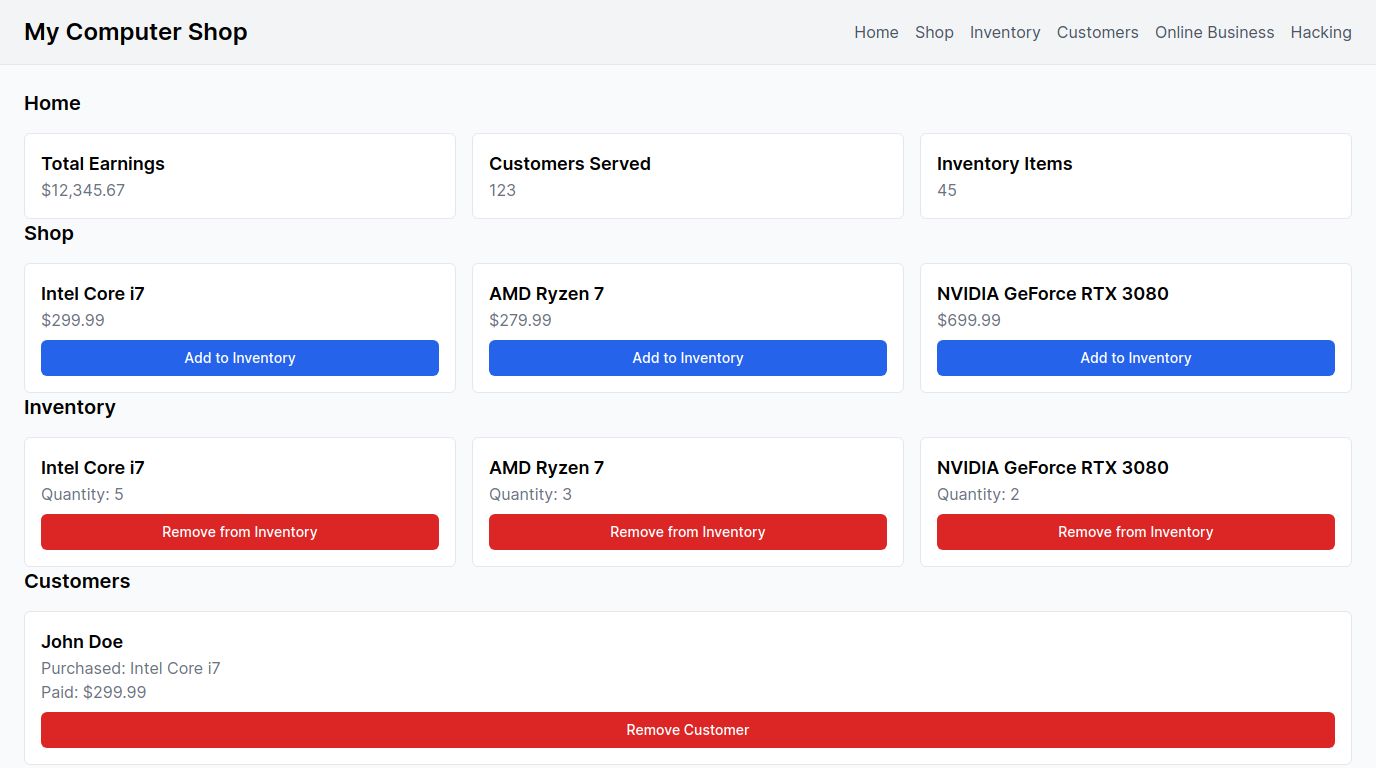 My Computer Shop
Home Shop Inventory Customers Online Business Hacking
Home
Total Earnings
$12,345.67
Customers Served
123
Inventory Items
45
Shop
Intel Core i7
$299.99
Add to Inventory
AMD Ryzen 7
$279.99
Add to Inventory
NVIDIA GeForce RTX 3080
$699.99
Add to Inventory
Inventory
Intel Core i7
Quantity: 5
Remove from Inventory
AMD Ryzen 7
Quantity: 3
Remove from Inventory
NVIDIA GeForce RTX 3080
Quantity: 2
Remove from Inventory
Customers
John Doe
Purchased: Intel Core i7
Paid: $299.99
Remove Customer